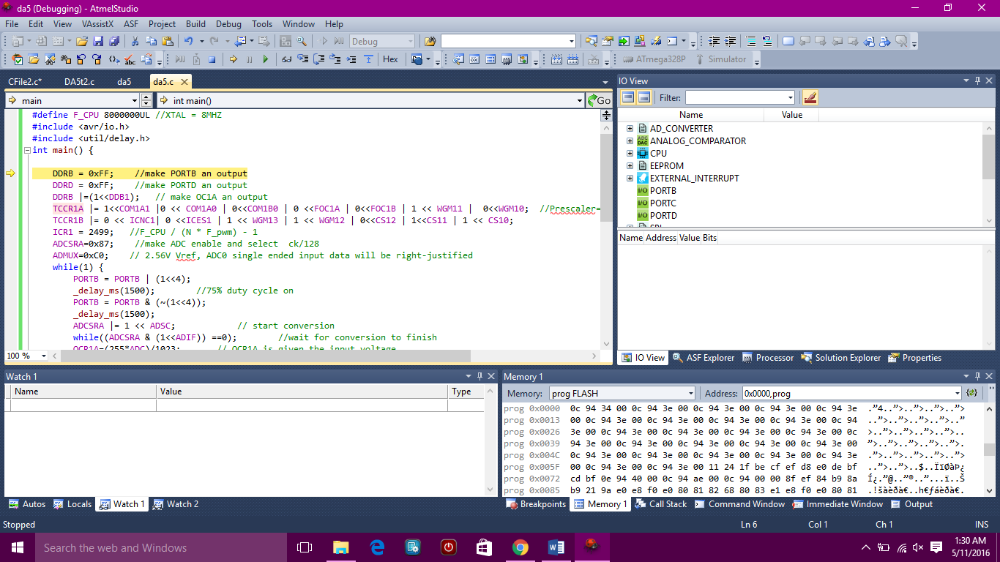 da5 (Debugging) - AtmelStudio
File Edit View VAssistX ASF Project Build Debug Tools Window Help
Debug
Hex ATmega328P Simulator
CFile2.c* DA5t2.c da5 da5.c
main int main() Go
#define F_CPU 8000000UL //XTAL = 8MHZ
#include <avr/io.h>
#include <util/delay.h>
int main() {
DDRB = 0xFF; //make PORTB an output
DDRD = 0xFF; //make PORTD an output
DDRB |=(1<<DDB1); // make OC1A an output
TCCR1A |= 1<<COM1A1 |0 << COM1A0 | 0<<COM1B0 | 0 <<FOC1A | 0<<FOC1B | 1 << WGM11 | 0<<WGM10; //Prescaler=
TCCR1B |= 0 << ICNC1| 0 <<ICES1 | 1 << WGM13 | 1 << WGM12 | 0<<CS12 | 1<<CS11 | 1 << CS10;
ICR1 = 2499; //F_CPU / (N * F_pwm) - 1
ADCSRA=0x87; //make ADC enable and select ck/128
ADMUX=0xC0; // 2.56V Vref, ADC0 single ended input data will be right-justified
while(1) {
PORTB = PORTB | (1<<4);
_delay_ms(1500); //75% duty cycle on
PORTB = PORTB & (~(1<<4));
_delay_ms(1500);
ADCSRA |= 1 << ADSC; // start conversion
while((ADCSRA & (1<<ADIF)) ==0); //wait for conversion to finish
OCR1A=(255*ADC)/1023; // OCR1A is given the input voltage
100 %
IO View
Filter:
Name Value
AD_CONVERTER
ANALOG_COMPARATOR
CPU
EEPROM
EXTERNAL_INTERRUPT
PORTB
PORTC
PORTD
Name Address Value Bits
IO View ASF Explorer Processor Solution Explorer Properties
Watch 1
Name Value Type
Autos Locals Watch 1 Watch 2
Memory 1
Memory: prog FLASH Address: 0x0000,prog
prog 0x0000 0c 94 34 00 0c 94 3e 00 0c 94 3e 00 0c 94 3e 00 0c 94 3e .”4..”>..”>..”>..”>
prog 0x0013 00 0c 94 3e 00 0c 94 3e 00 0c 94 3e 00 0c 94 3e 00 0c 94 ..”>..”>..”>..”>..”
prog 0x0026 3e 00 0c 94 3e 00 0c 94 3e 00 0c 94 3e 00 0c 94 3e 00 0c >..”>..”>..”>..”>..
prog 0x0039 94 3e 00 0c 94 3e 00 0c 94 3e 00 0c 94 3e 00 0c 94 3e 00 ”>..”>..”>..”>..”>.
prog 0x004C 0c 94 3e 00 0c 94 3e 00 0c 94 3e 00 0c 94 3e 00 0c 94 3e .”>..”>..”>..”>..”>
prog 0x005F 00 0c 94 3e 00 0c 94 3e 00 11 24 1f be cf ef d8 e0 de bf ..”>..”>..$.¾ÏïØàÞ¿
prog 0x0072 cd bf 0e 94 40 00 0c 94 ae 00 0c 94 00 00 8f ef 84 b9 8a Í¿.”@..”®..”...ï„¹Š
prog 0x0085 b9 21 9a e0 e8 f0 e0 80 81 82 68 80 83 e1 e8 f0 e0 80 81 ¹!šàèðà€.‚h€ƒáèðà€.
Breakpoints Memory 1 Call Stack Command Window Immediate Window Output
Stopped Ln 6 Col 1 Ch 1 INS
Search the web and Windows
1:30 AM
5/11/2016